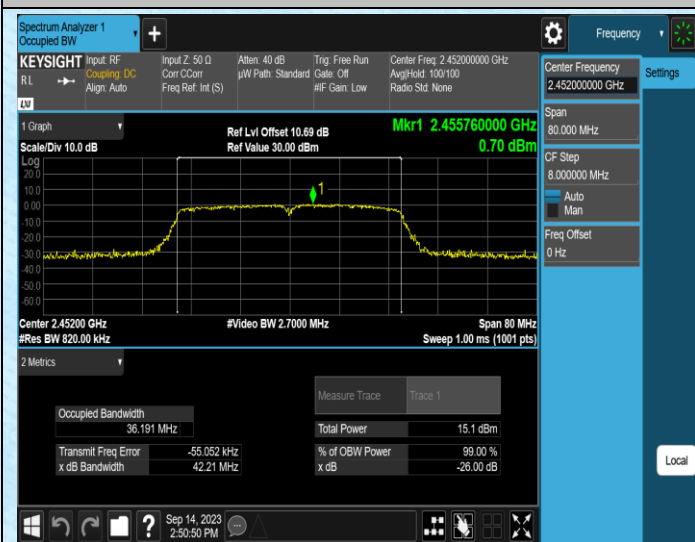 Spectrum Analyzer 1
Occupied BW
+
Frequency
KEYSIGHT
R L
LXI
Input: RF
Coupling: DC
Align: Auto
Input Z: 50 Ω
Corr CCorr
Freq Ref: Int (S)
Atten: 40 dB
µW Path: Standard
Trig: Free Run
Gate: Off
#IF Gain: Low
Center Freq: 2.452000000 GHz
Avg|Hold: 100/100
Radio Std: None
Center Frequency
2.452000000 GHz
Settings
Span
80.000 MHz
CF Step
8.000000 MHz
Auto
Man
Freq Offset
0 Hz
Local
1 Graph
Scale/Div 10.0 dB
Ref Lvl Offset 10.69 dB
Ref Value 30.00 dBm
Mkr1 2.455760000 GHz
0.70 dBm
Log
20.0
10.0
0.00
-10.0
-20.0
-30.0
-40.0
-50.0
-60.0
1
Center 2.45200 GHz
#Res BW 820.00 kHz
#Video BW 2.7000 MHz
Span 80 MHz
Sweep 1.00 ms (1001 pts)
2 Metrics
Measure Trace Trace 1
Occupied Bandwidth
36.191 MHz
Total Power 15.1 dBm
Transmit Freq Error -55.052 kHz
% of OBW Power 99.00 %
x dB Bandwidth 42.21 MHz
x dB -26.00 dB
?
Sep 14, 2023
2:50:50 PM